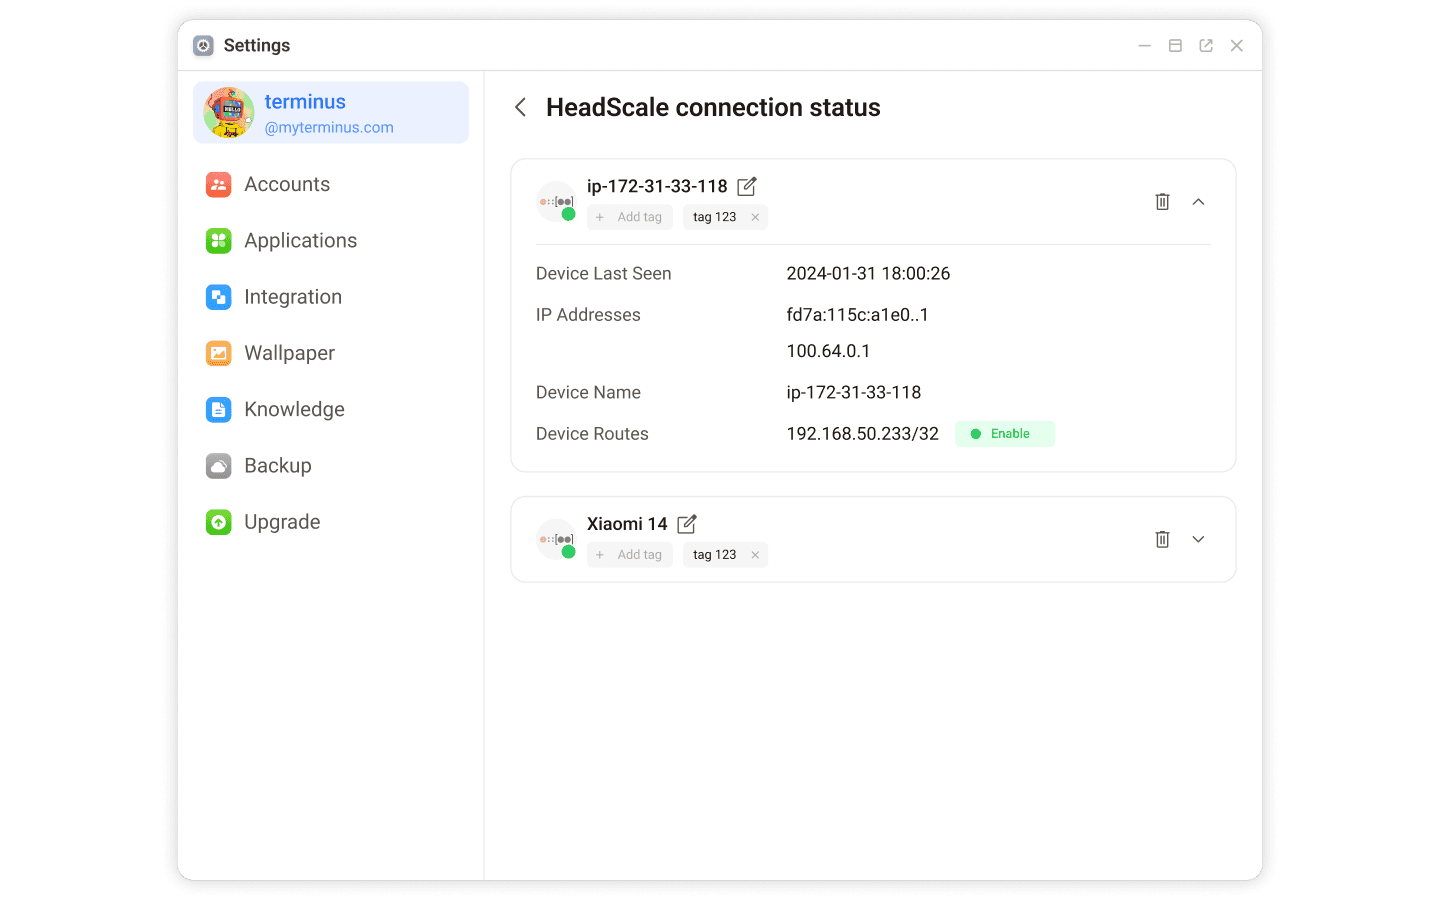 Settings
terminus
@myterminus.com
Accounts
Applications
Integration
Wallpaper
Knowledge
Backup
Upgrade
HeadScale connection status
ip-172-31-33-118
+ Add tag
tag 123 ×
Device Last Seen 2024-01-31 18:00:26
IP Addresses fd7a:115c:a1e0..1
100.64.0.1
Device Name ip-172-31-33-118
Device Routes 192.168.50.233/32 Enable
Xiaomi 14
+ Add tag
tag 123 ×